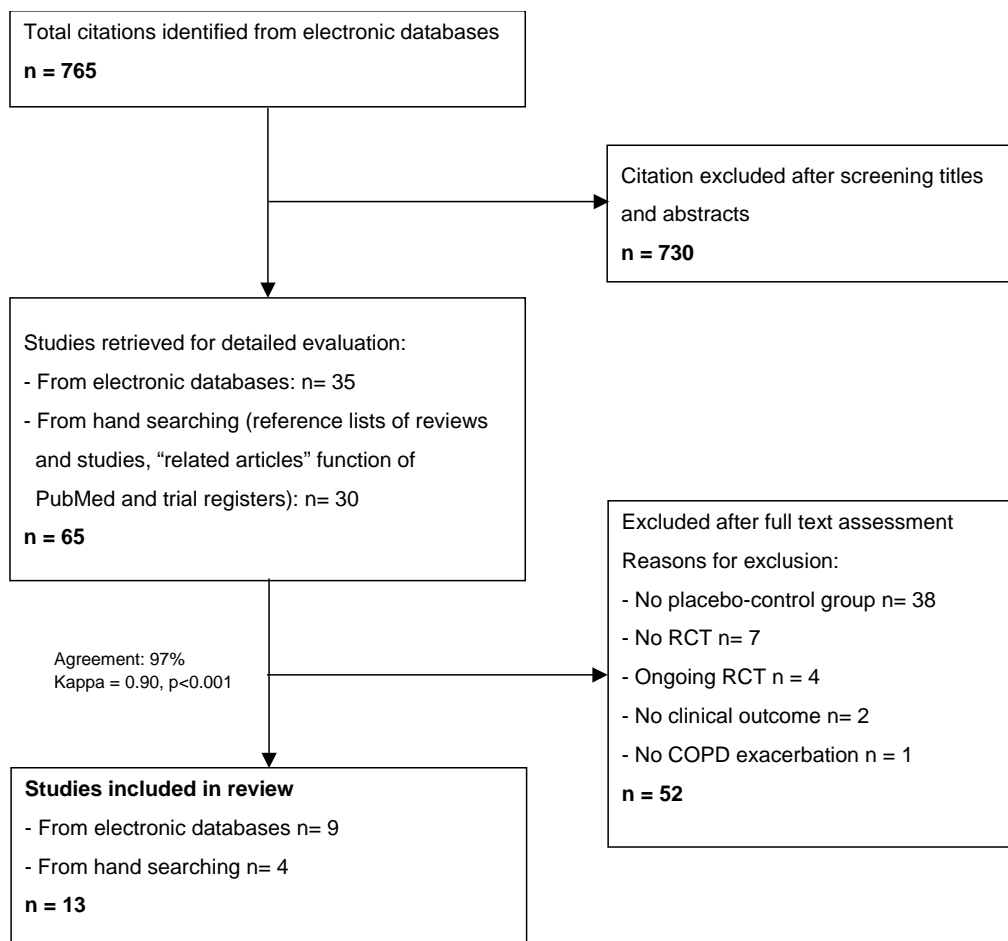 Total citations identified from electronic databases
n = 765
Citation excluded after screening titles
and abstracts
n = 730
Studies retrieved for detailed evaluation:
- From electronic databases: n= 35
- From hand searching (reference lists of reviews
and studies, “related articles” function of
PubMed and trial registers): n= 30
n = 65
Agreement: 97%
Kappa = 0.90, p<0.001
Excluded after full text assessment
Reasons for exclusion:
- No placebo-control group n= 38
- No RCT n= 7
- Ongoing RCT n = 4
- No clinical outcome n= 2
- No COPD exacerbation n = 1
n = 52
Studies included in review
- From electronic databases n= 9
- From hand searching n= 4
n = 13